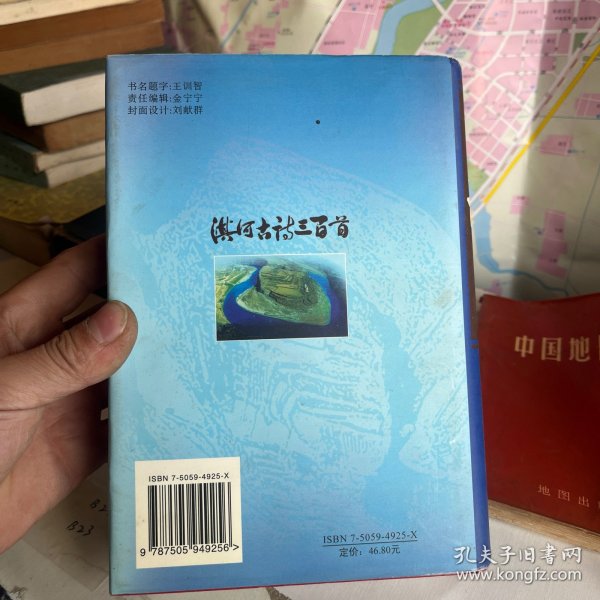 书名题字:王训智
责任编辑:金宁宁
封面设计:刘献群
淇河古诗三百首
ISBN 7-5059-4925-X
9 787505 949256 >
ISBN 7-5059-4925-X
定价: 46.80元
中国地
地图出
B23
孔夫子旧书网
www.kongfz.com